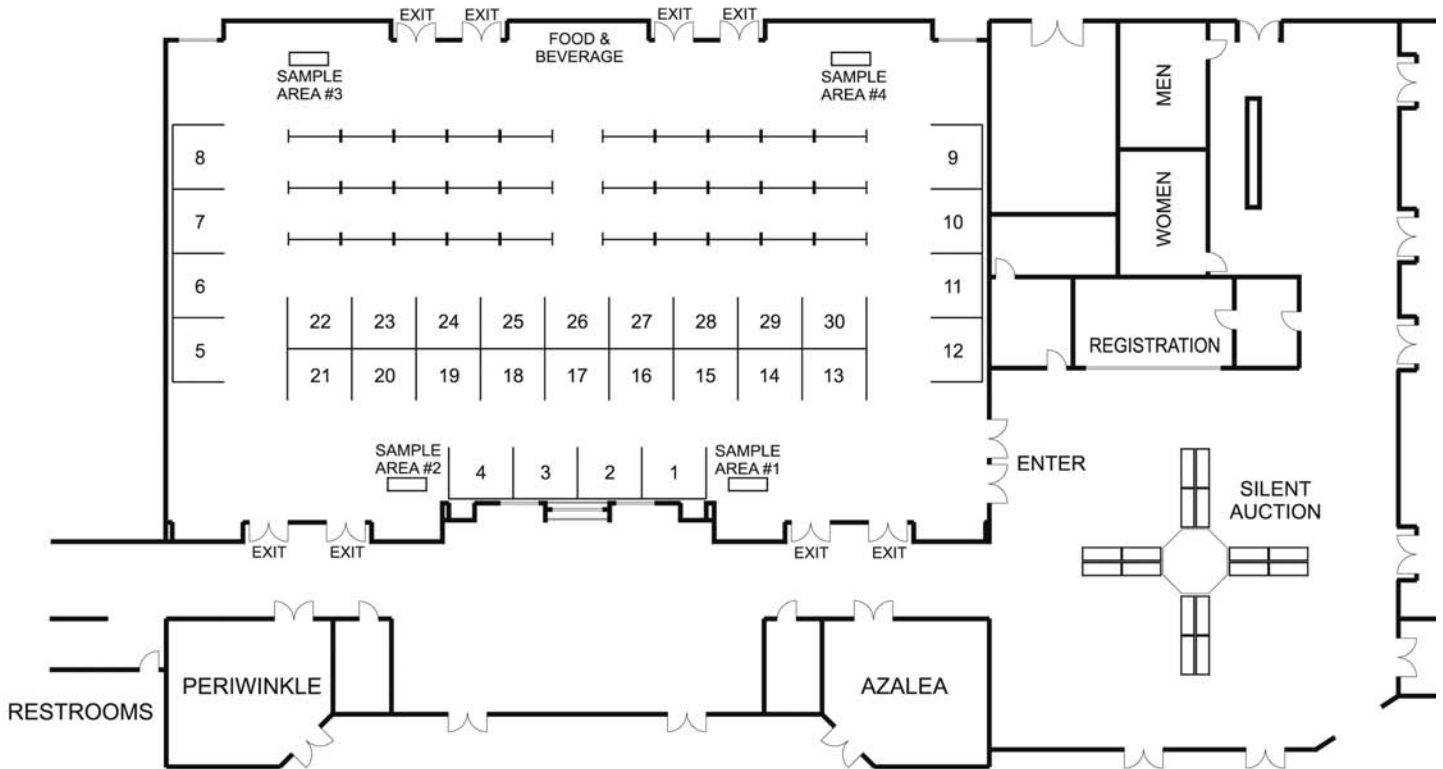 EXIT
EXIT
EXIT
EXIT
FOOD &
BEVERAGE
SAMPLE
AREA #3
SAMPLE
AREA #4
MEN
WOMEN
8
7
6
5
9
10
11
12
22
23
24
25
26
27
28
29
30
21
20
19
18
17
16
15
14
13
REGISTRATION
SAMPLE
AREA #2
4
3
2
1
SAMPLE
AREA #1
ENTER
SILENT
AUCTION
EXIT
EXIT
EXIT
EXIT
PERIWINKLE
AZALEA
RESTROOMS